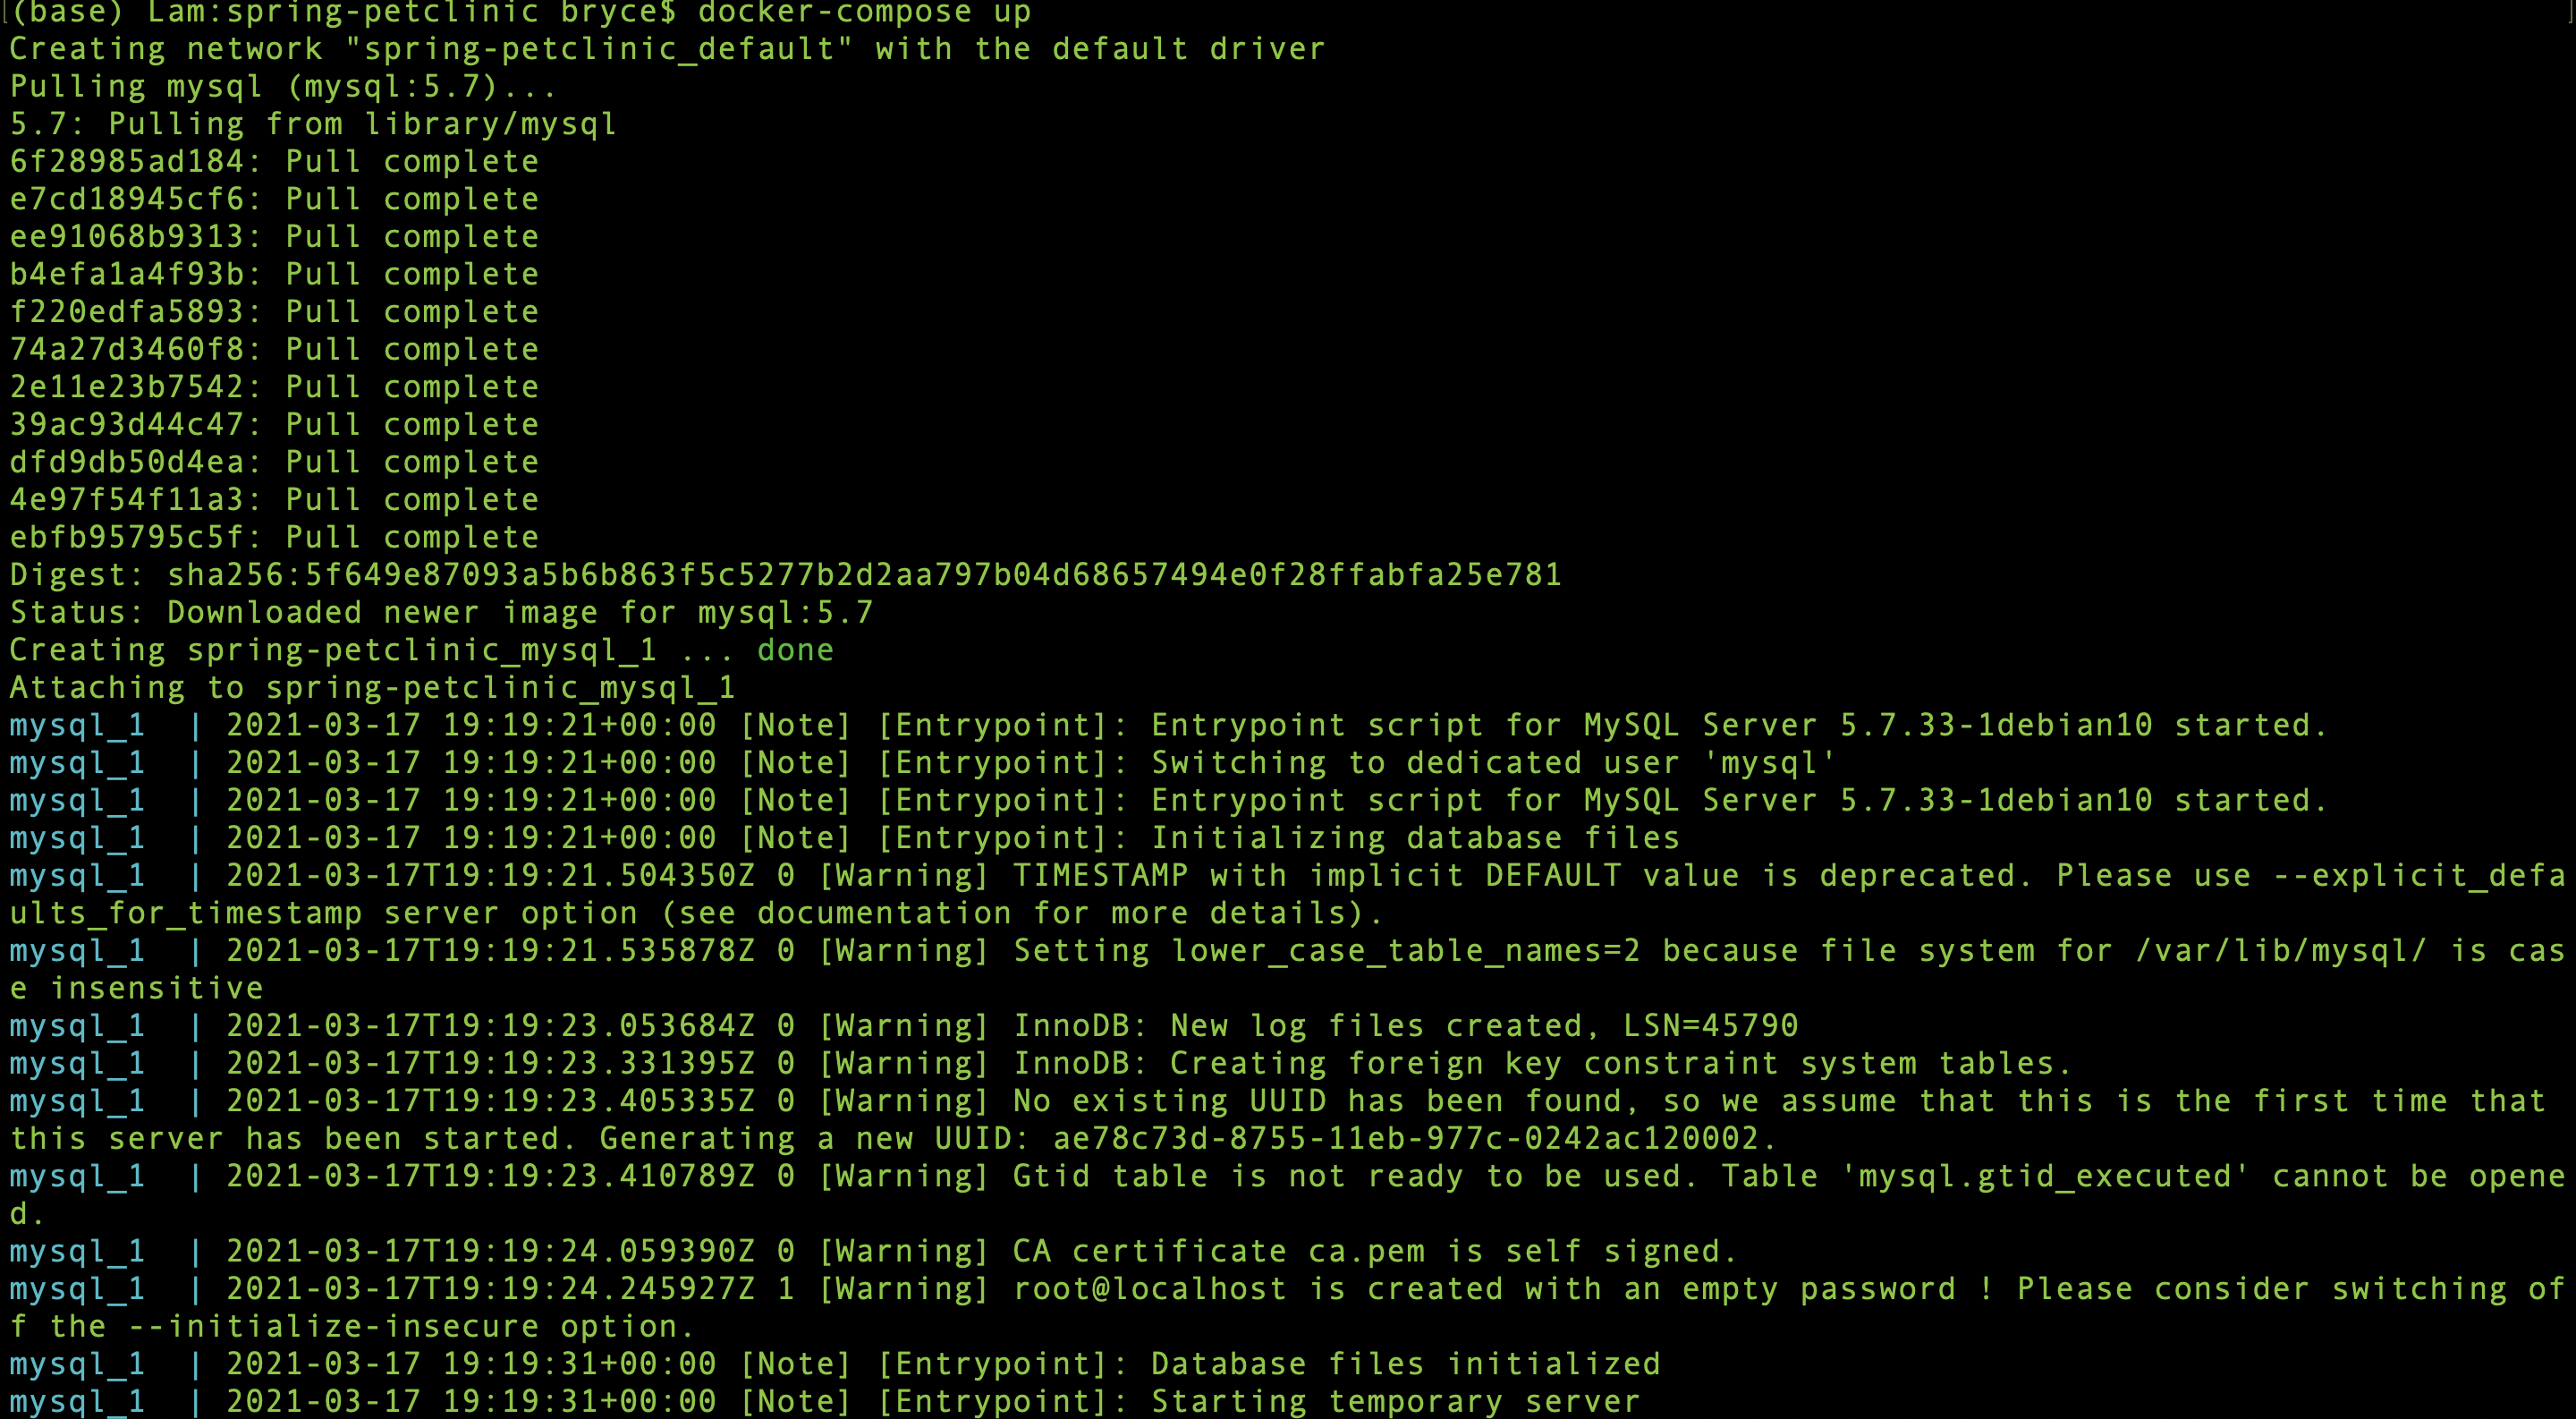 (base) Lam:spring-petclinic bryce$ docker-compose up
Creating network "spring-petclinic_default" with the default driver
Pulling mysql (mysql:5.7)...
5.7: Pulling from library/mysql
6f28985ad184: Pull complete
e7cd18945cf6: Pull complete
ee91068b9313: Pull complete
b4efa1a4f93b: Pull complete
f220edfa5893: Pull complete
74a27d3460f8: Pull complete
2e11e23b7542: Pull complete
39ac93d44c47: Pull complete
dfd9db50d4ea: Pull complete
4e97f54f11a3: Pull complete
ebfb95795c5f: Pull complete
Digest: sha256:5f649e87093a5b6b863f5c5277b2d2aa797b04d68657494e0f28ffabfa25e781
Status: Downloaded newer image for mysql:5.7
Creating spring-petclinic_mysql_1 ... done
Attaching to spring-petclinic_mysql_1
mysql_1  | 2021-03-17 19:19:21+00:00 [Note] [Entrypoint]: Entrypoint script for MySQL Server 5.7.33-1debian10 started.
mysql_1  | 2021-03-17 19:19:21+00:00 [Note] [Entrypoint]: Switching to dedicated user 'mysql'
mysql_1  | 2021-03-17 19:19:21+00:00 [Note] [Entrypoint]: Entrypoint script for MySQL Server 5.7.33-1debian10 started.
mysql_1  | 2021-03-17 19:19:21+00:00 [Note] [Entrypoint]: Initializing database files
mysql_1  | 2021-03-17T19:19:21.504350Z 0 [Warning] TIMESTAMP with implicit DEFAULT value is deprecated. Please use --explicit_defa
ults_for_timestamp server option (see documentation for more details).
mysql_1  | 2021-03-17T19:19:21.535878Z 0 [Warning] Setting lower_case_table_names=2 because file system for /var/lib/mysql/ is cas
e insensitive
mysql_1  | 2021-03-17T19:19:23.053684Z 0 [Warning] InnoDB: New log files created, LSN=45790
mysql_1  | 2021-03-17T19:19:23.331395Z 0 [Warning] InnoDB: Creating foreign key constraint system tables.
mysql_1  | 2021-03-17T19:19:23.405335Z 0 [Warning] No existing UUID has been found, so we assume that this is the first time that
this server has been started. Generating a new UUID: ae78c73d-8755-11eb-977c-0242ac120002.
mysql_1  | 2021-03-17T19:19:23.410789Z 0 [Warning] Gtid table is not ready to be used. Table 'mysql.gtid_executed' cannot be opene
d.
mysql_1  | 2021-03-17T19:19:24.059390Z 0 [Warning] CA certificate ca.pem is self signed.
mysql_1  | 2021-03-17T19:19:24.245927Z 1 [Warning] root@localhost is created with an empty password ! Please consider switching of
f the --initialize-insecure option.
mysql_1  | 2021-03-17 19:19:31+00:00 [Note] [Entrypoint]: Database files initialized
mysql_1  | 2021-03-17 19:19:31+00:00 [Note] [Entrypoint]: Starting temporary server